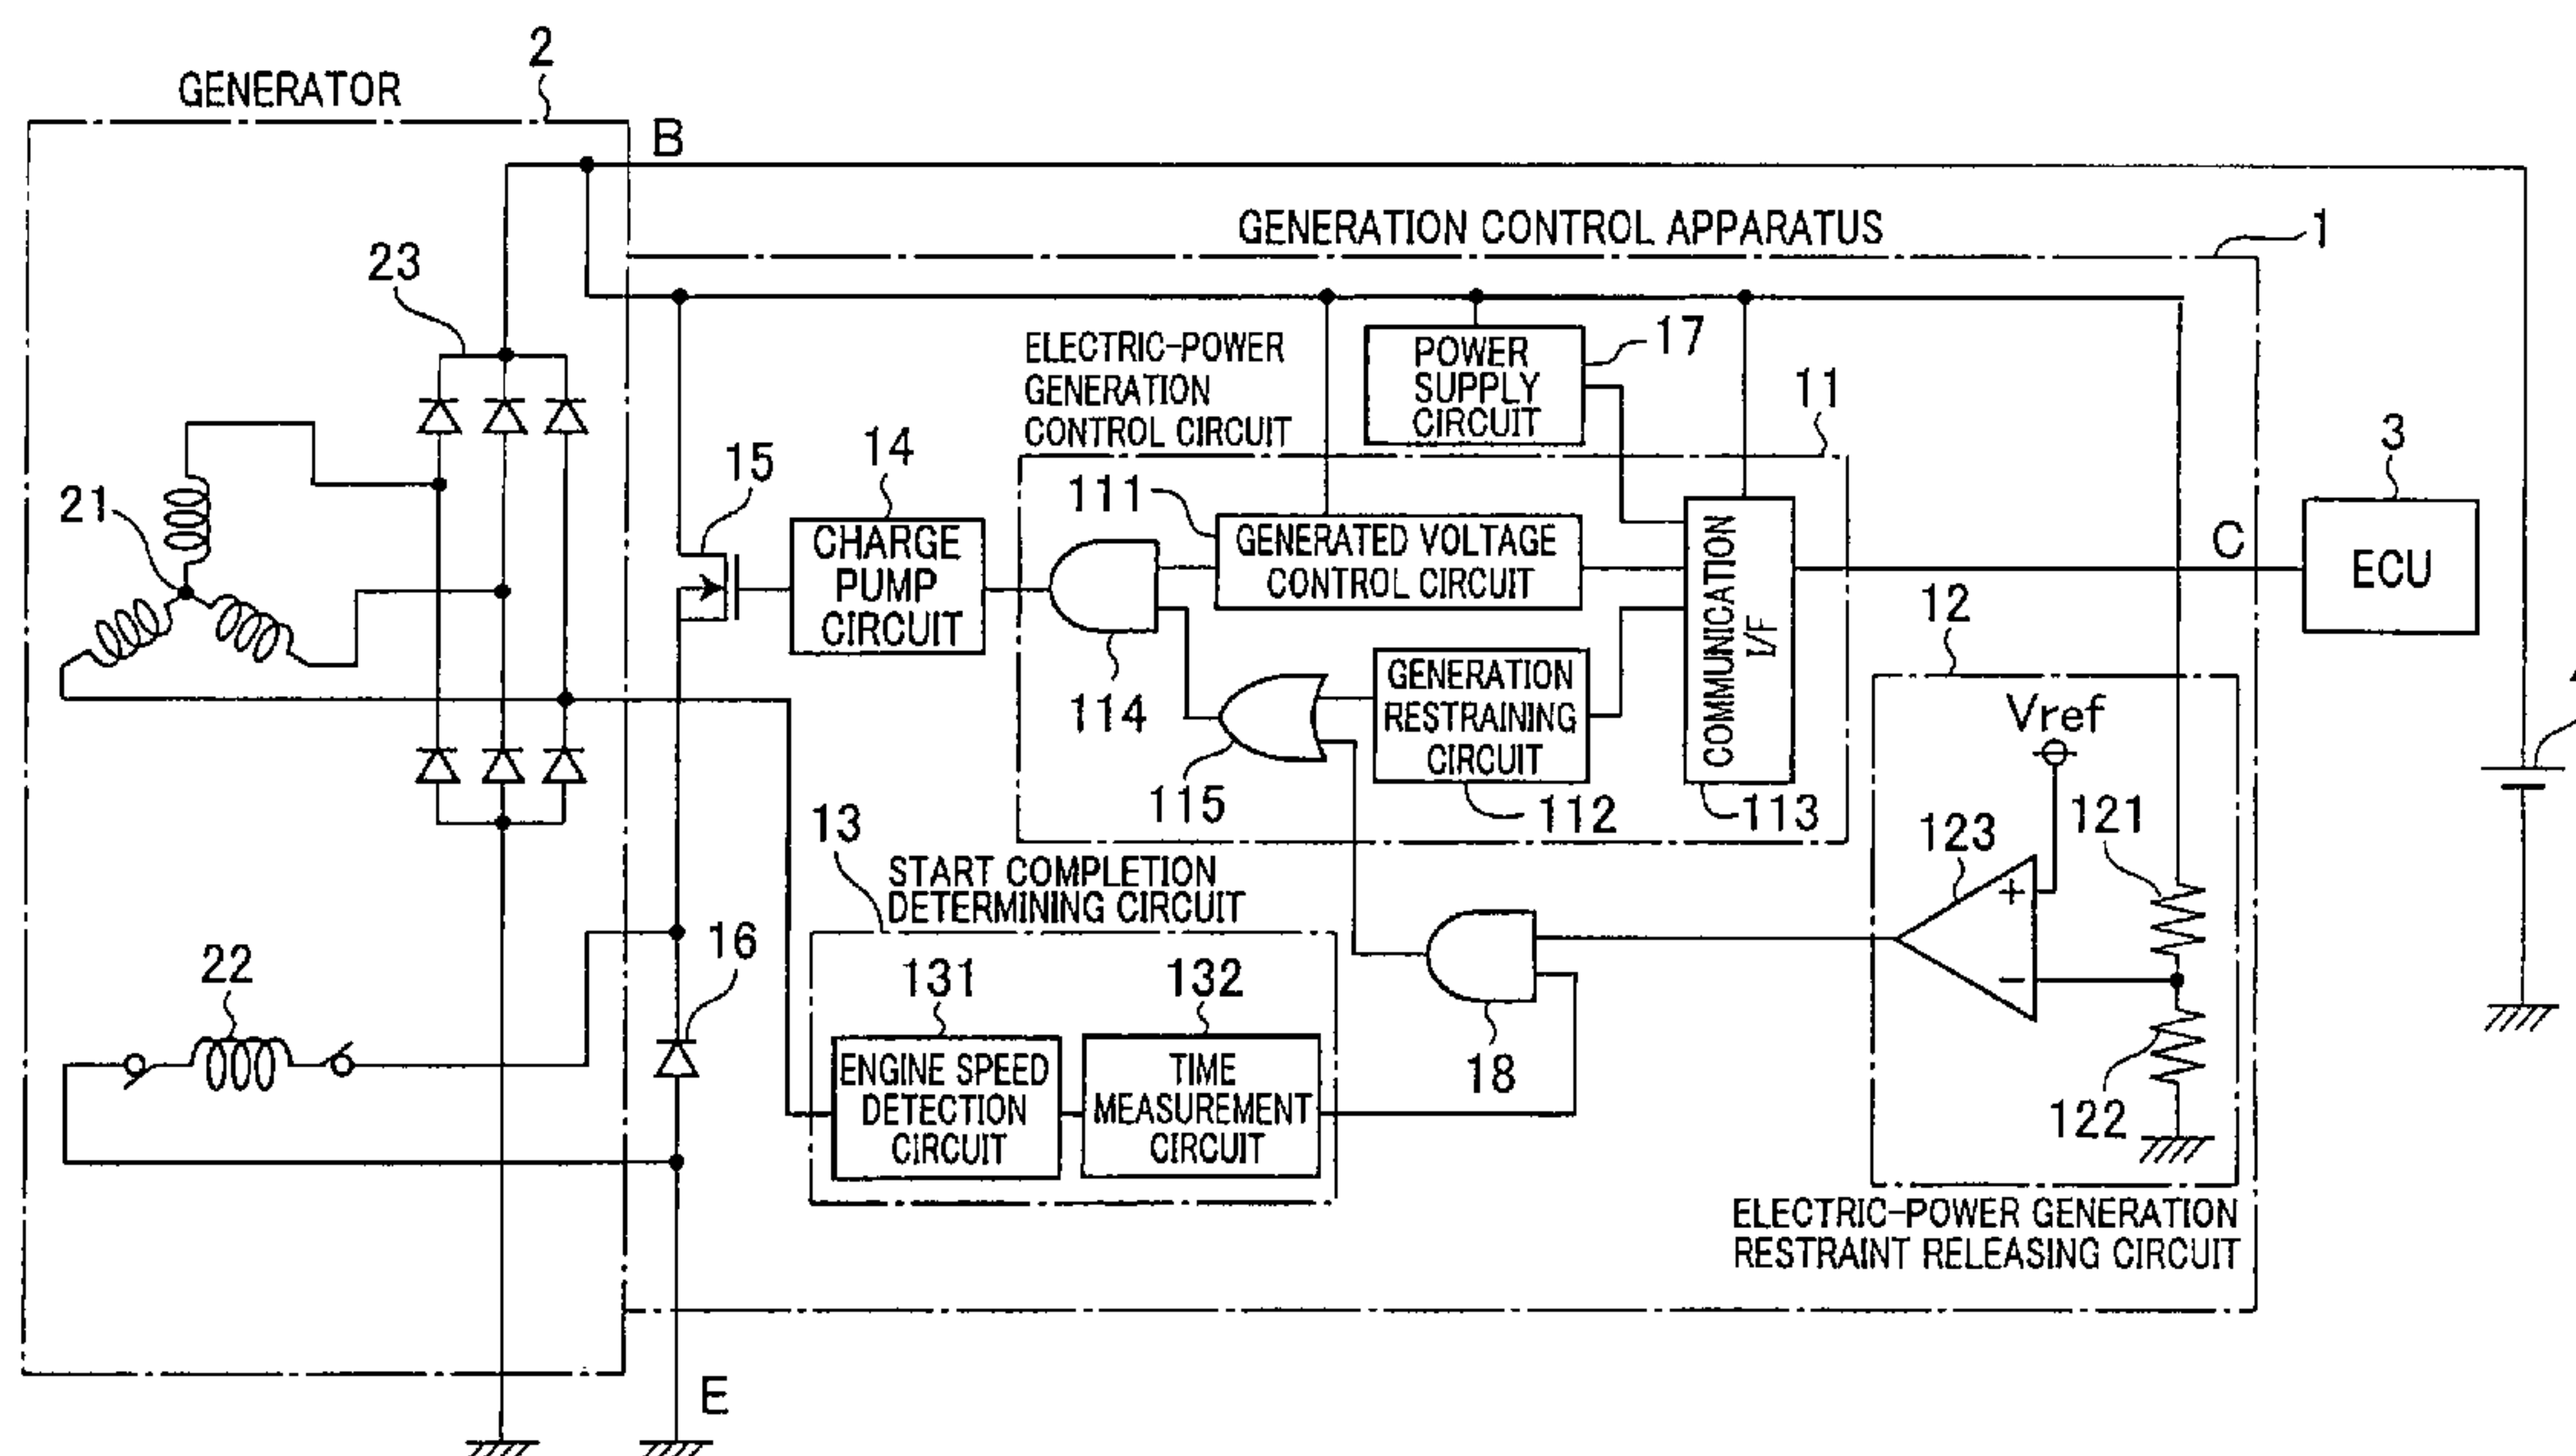 2
GENERATOR
B
GENERATION CONTROL APPARATUS
1
23
ELECTRIC-POWER
GENERATION
CONTROL CIRCUIT
POWER
SUPPLY
CIRCUIT
17
11
3
ECU
C
15
14
CHARGE
PUMP
CIRCUIT
111
GENERATED VOLTAGE
CONTROL CIRCUIT
COMMUNICATION
I/F
21
114
115
GENERATION
RESTRAINING
CIRCUIT
112
113
12
Vref
123
121
+
−
122
13
START COMPLETION
DETERMINING CIRCUIT
131
132
ENGINE SPEED
DETECTION
CIRCUIT
TIME
MEASUREMENT
CIRCUIT
18
16
22
ELECTRIC-POWER GENERATION
RESTRAINT RELEASING CIRCUIT
E